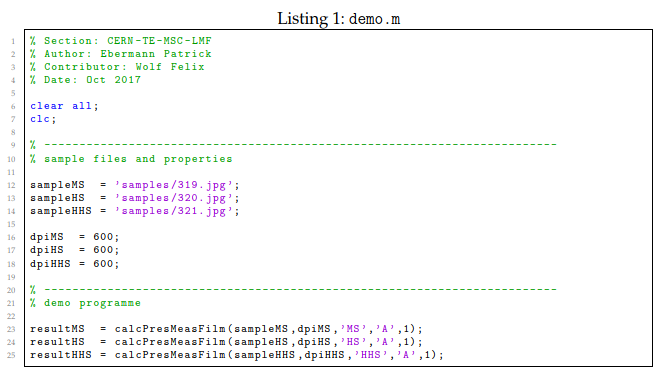 Listing 1: demo.m
1 % Section: CERN-TE-MSC-LMF
2 % Author: Ebermann Patrick
3 % Contributor: Wolf Felix
4 % Date: Oct 2017
5
6 clear all;
7 clc;
8
9 % -------------------------------------------------------------------------
10 % sample files and properties
11
12 sampleMS  = 'samples/319.jpg';
13 sampleHS  = 'samples/320.jpg';
14 sampleHHS = 'samples/321.jpg';
15
16 dpiMS  = 600;
17 dpiHS  = 600;
18 dpiHHS = 600;
19
20 % -------------------------------------------------------------------------
21 % demo programme
22
23 resultMS  = calcPresMeasFilm(sampleMS,dpiMS,'MS','A',1);
24 resultHS  = calcPresMeasFilm(sampleHS,dpiHS,'HS','A',1);
25 resultHHS = calcPresMeasFilm(sampleHHS,dpiHHS,'HHS','A',1);